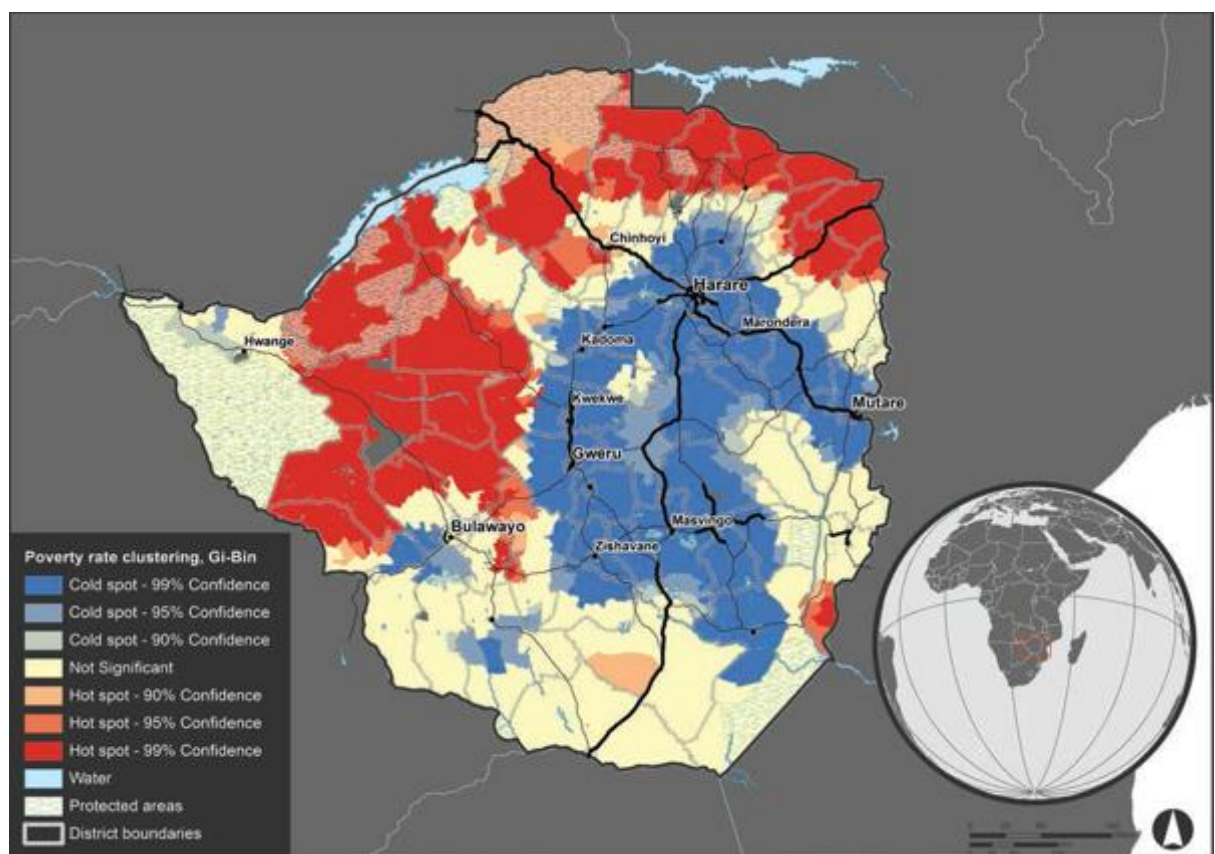 Chinhoyi
Harare
Marondera
Hwange
Kadoma
Kwekwe
Mutare
Gweru
Masvingo
Bulawayo
Zishavane
Poverty rate clustering, Gi-Bin
Cold spot - 99% Confidence
Cold spot - 95% Confidence
Cold spot - 90% Confidence
Not Significant
Hot spot - 90% Confidence
Hot spot - 95% Confidence
Hot spot - 99% Confidence
Water
Protected areas
District boundaries